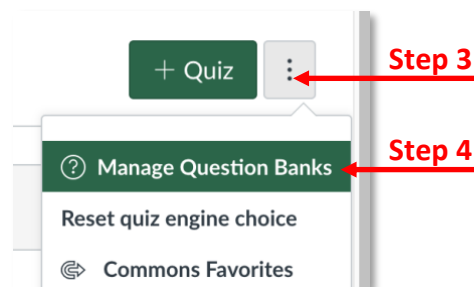 + Quiz
Step 3
Manage Question Banks
Step 4
Reset quiz engine choice
Commons Favorites